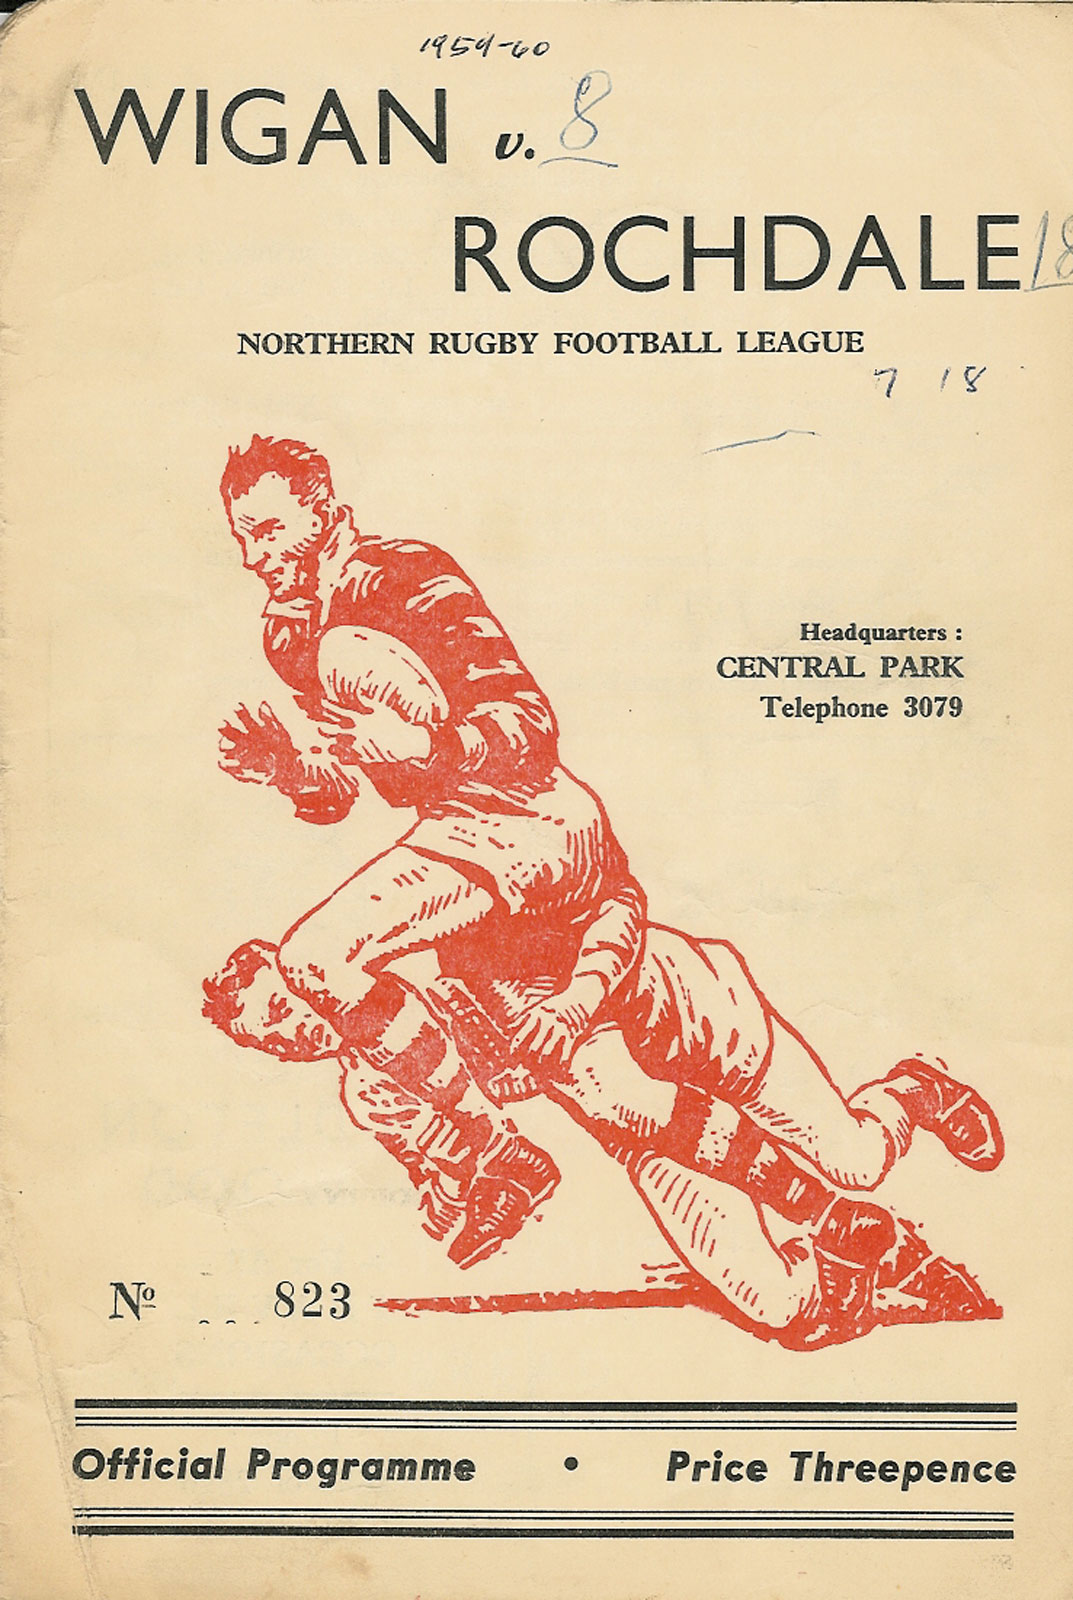 1959-60
WIGAN v. 8
ROCHDALE 18
NORTHERN RUGBY FOOTBALL LEAGUE
7 18
Headquarters :
CENTRAL PARK
Telephone 3079
Nº 823
Official Programme • Price Threepence